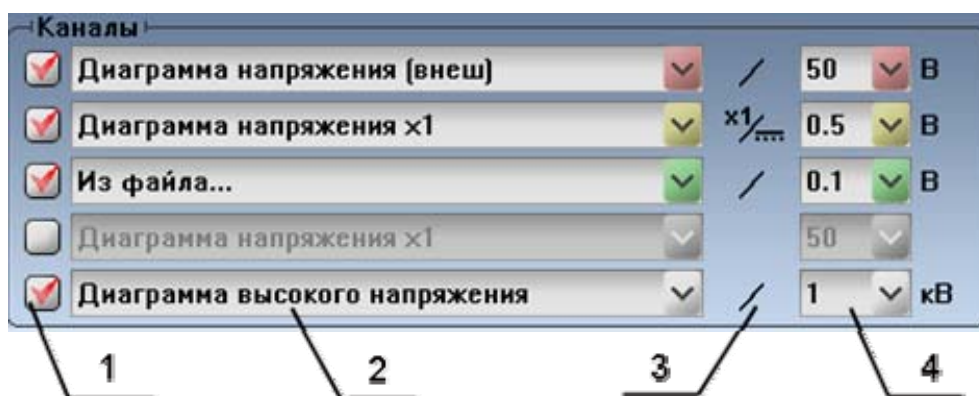 Каналы
Диаграмма напряжения (внеш) / 50 В
Диаграмма напряжения x1 x1/ 0.5 В
Из файла... / 0.1 В
Диаграмма напряжения x1 50
Диаграмма высокого напряжения / 1 кВ
1 2 3 4